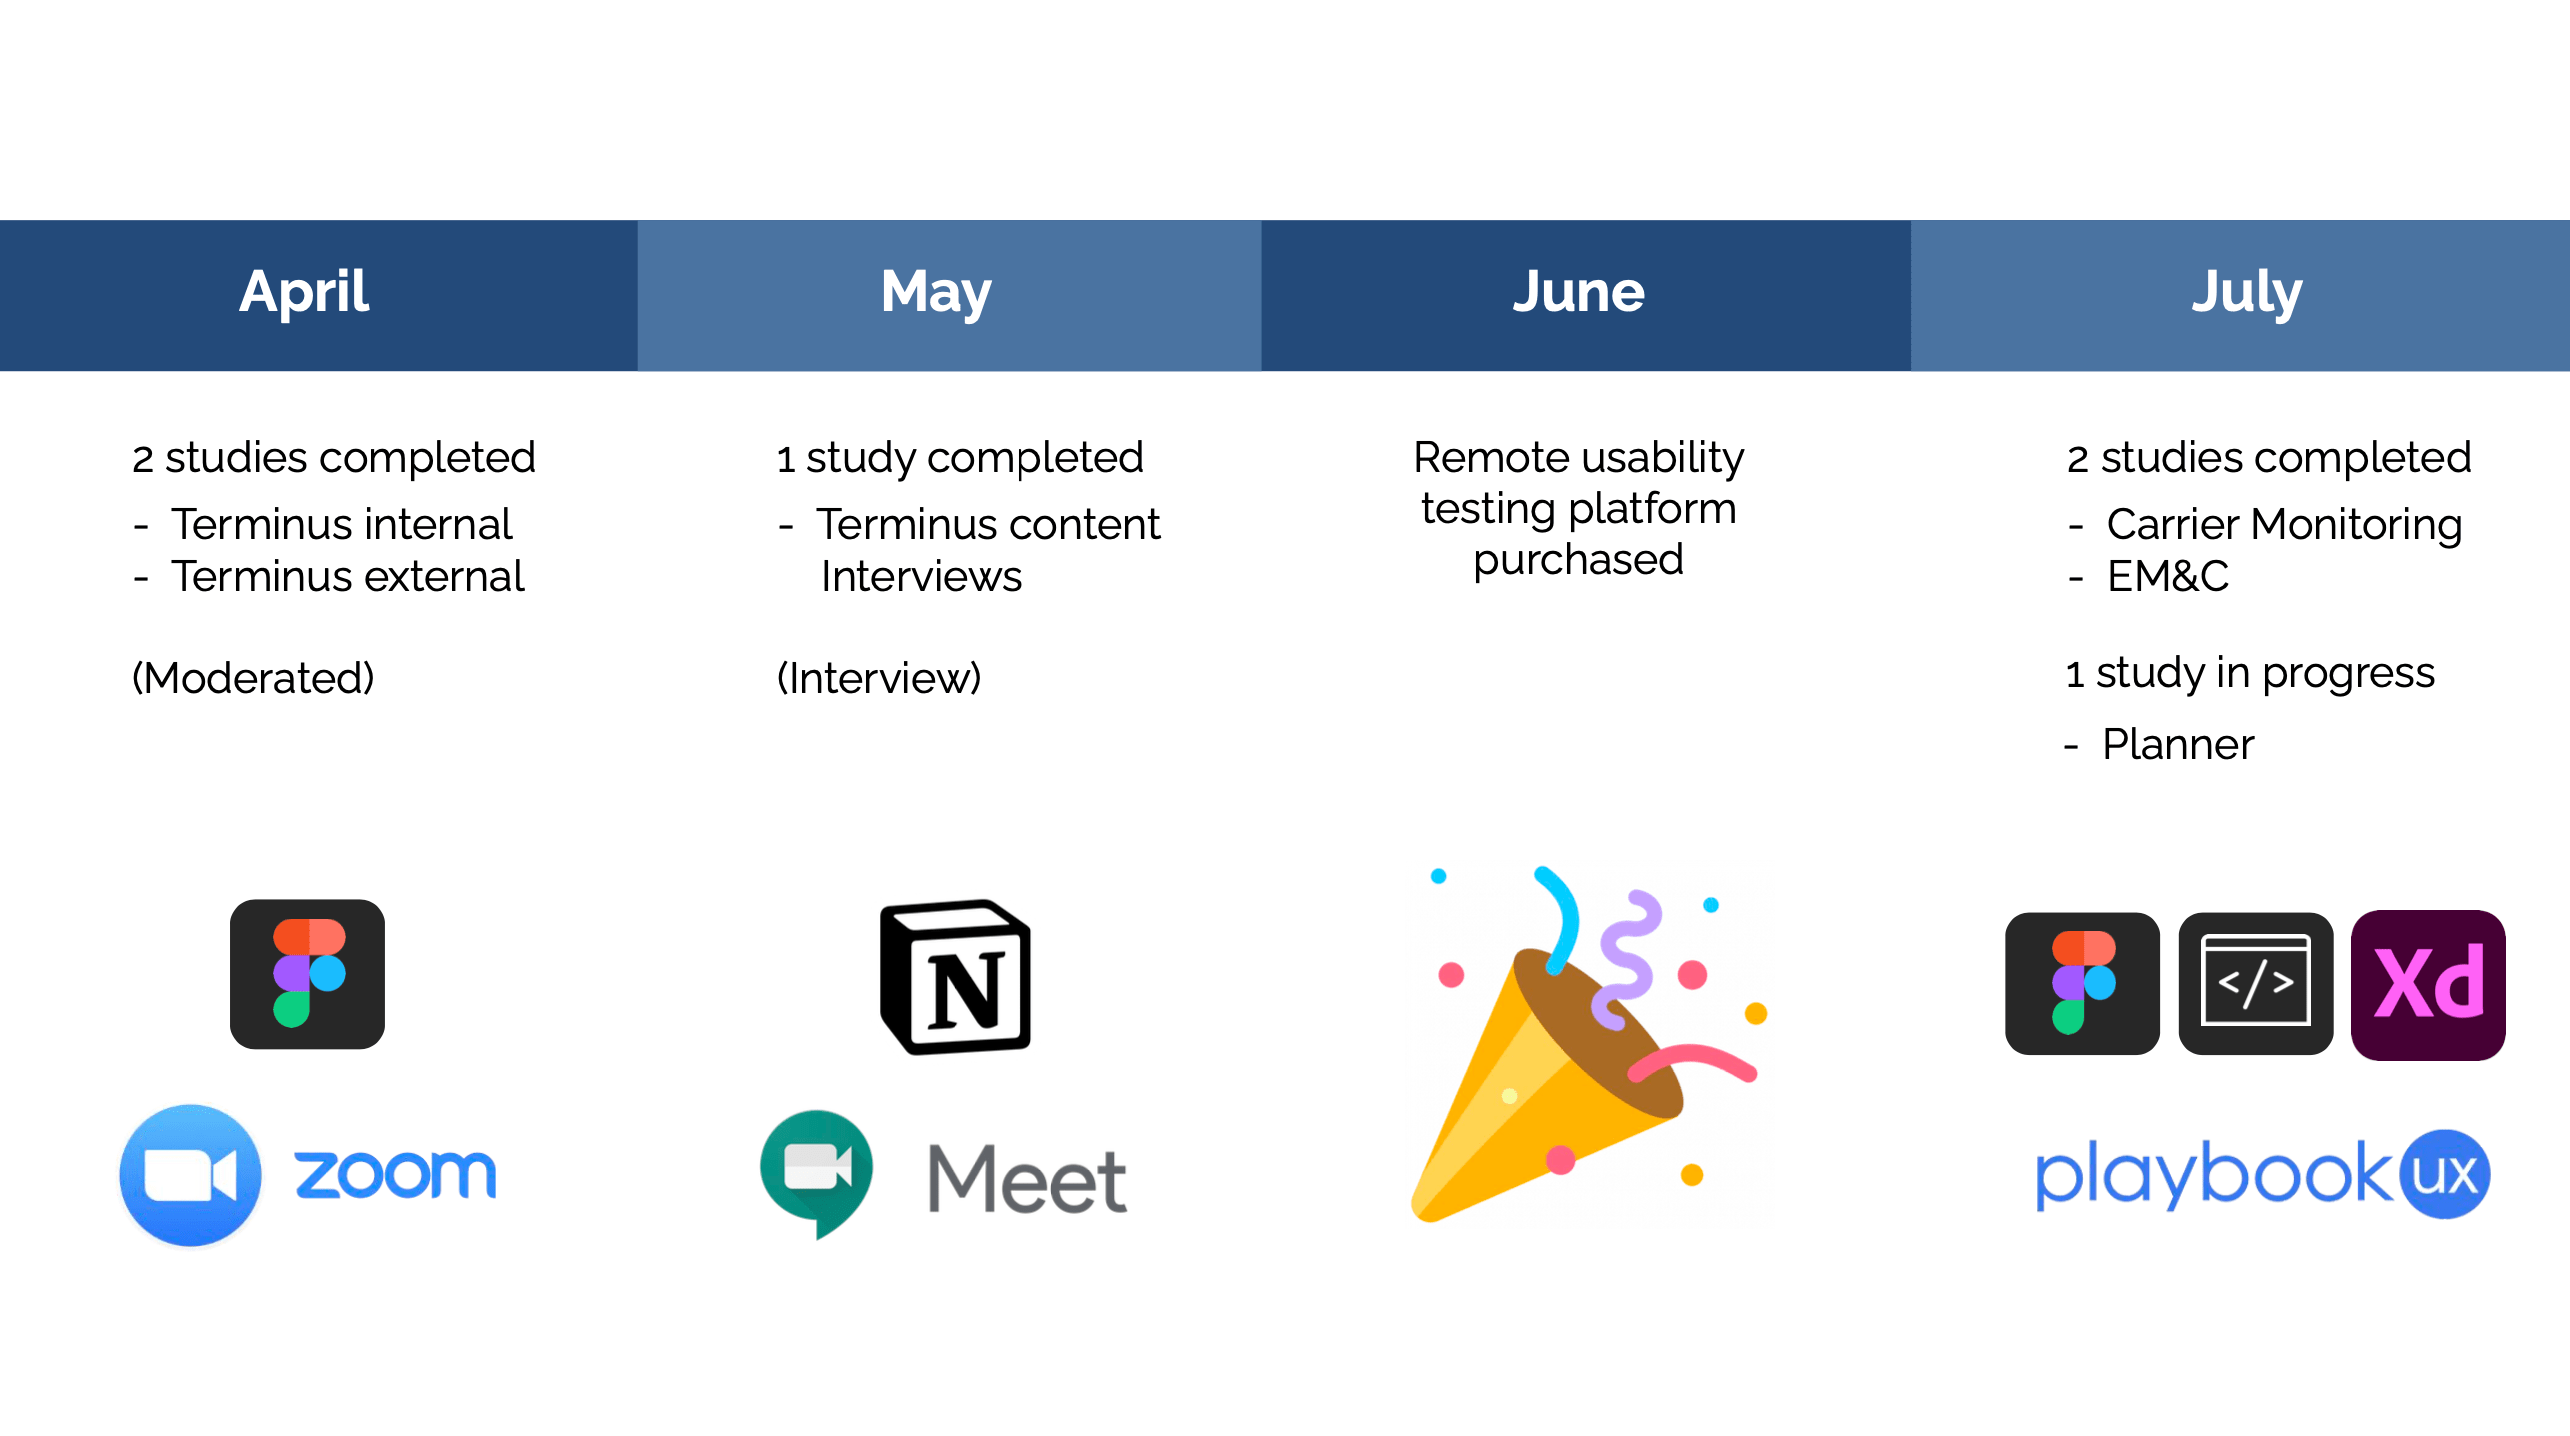 April
May
June
July
2 studies completed
- Terminus internal
- Terminus external
(Moderated)
zoom
1 study completed
- Terminus content
Interviews
(Interview)
N
Meet
Remote usability
testing platform
purchased
2 studies completed
- Carrier Monitoring
- EM&C
1 study in progress
- Planner
</>
Xd
playbook ux